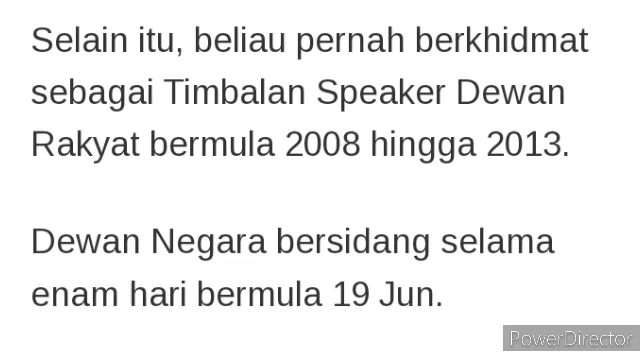 Selain itu, beliau pernah berkhidmat
sebagai Timbalan Speaker Dewan
Rakyat bermula 2008 hingga 2013.
Dewan Negara bersidang selama
enam hari bermula 19 Jun.
PowerDirector